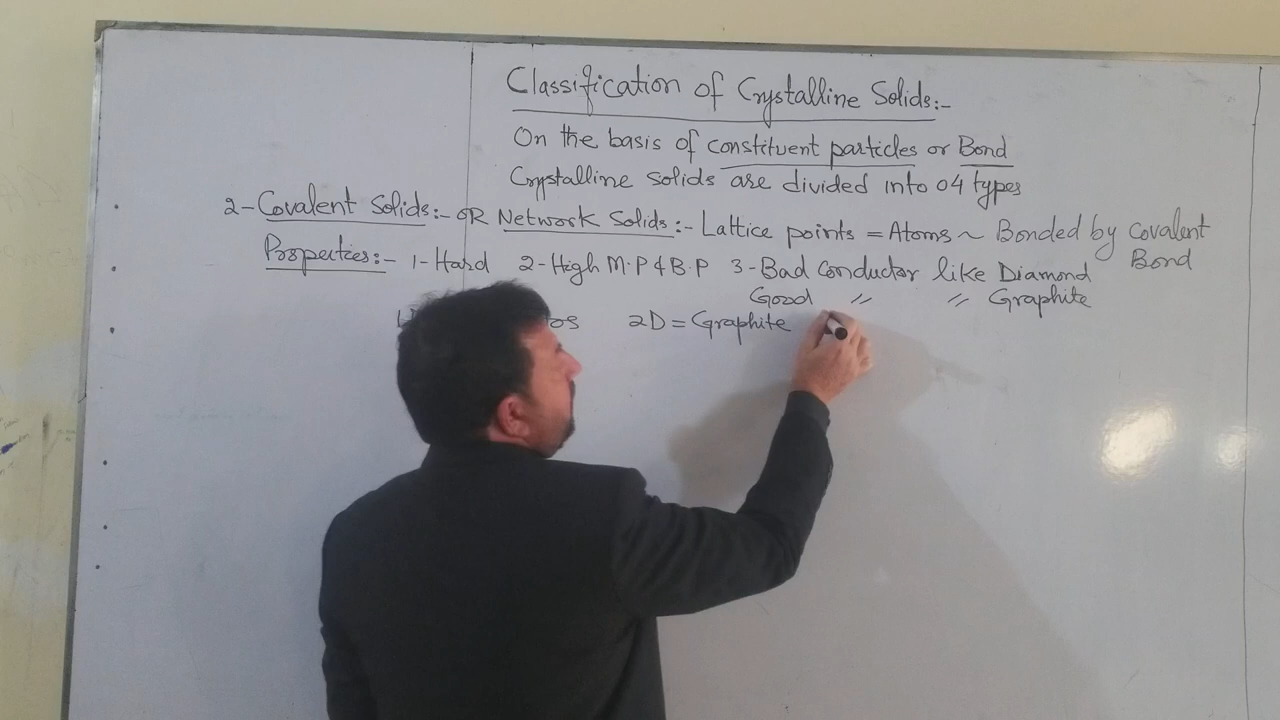 Classification of Crystalline Solids:-
On the basis of constituent particles or Bond
Crystalline solids are divided into 04 types
2-Covalent Solids:- OR Network Solids:- Lattice points = Atoms ~ Bonded by Covalent Bond
Properties:- 1-Hard 2-High M.P & B.P 3-Bad conductor like Diamond
Good 〃 〃 Graphite
2D = Graphite